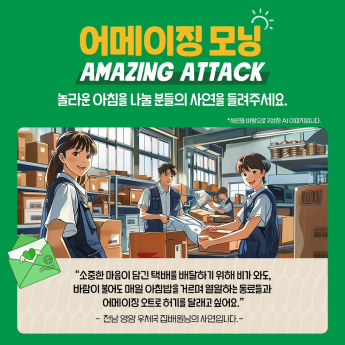 어메이징 모닝
AMAZING ATTACK
놀라운 아침을 나눌 분들의 사연을 들려주세요.
*사연을 바탕으로 구성한 AI 이미지입니다.
“소중한 마음이 담긴 택배를 배달하기 위해 비가 와도,
바람이 불어도 매일 아침밥을 거르며 열일하는 동료들과
어메이징 오트로 허기를 달래고 싶어요.”
- 전남 영암 우체국 집배원님의 사연입니다. -